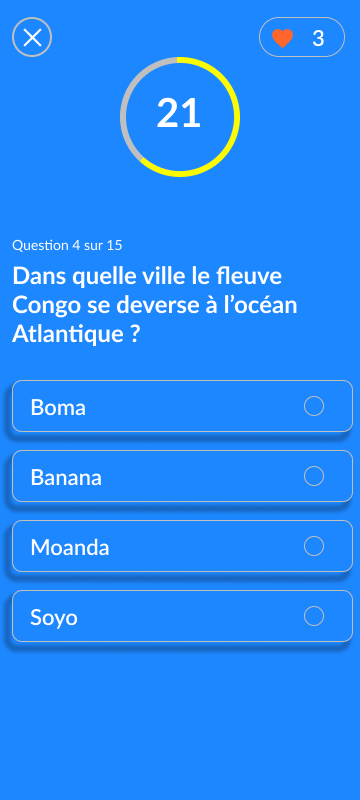 3
21
Question 4 sur 15
Dans quelle ville le fleuve
Congo se deverse à l’océan
Atlantique ?
Boma
Banana
Moanda
Soyo